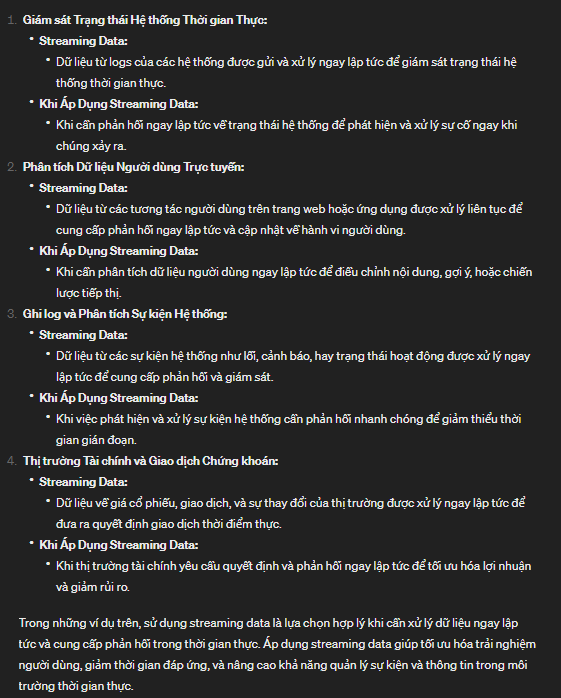 1. Giám sát Trạng thái Hệ thống Thời gian Thực:
• Streaming Data:
• Dữ liệu từ logs của các hệ thống được gửi và xử lý ngay lập tức để giám sát trạng thái hệ
thống thời gian thực.
• Khi Áp Dụng Streaming Data:
• Khi cần phản hồi ngay lập tức về trạng thái hệ thống để phát hiện và xử lý sự cố ngay khi
chúng xảy ra.
2. Phân tích Dữ liệu Người dùng Trực tuyến:
• Streaming Data:
• Dữ liệu từ các tương tác người dùng trên trang web hoặc ứng dụng được xử lý liên tục để
cung cấp phản hồi ngay lập tức và cập nhật về hành vi người dùng.
• Khi Áp Dụng Streaming Data:
• Khi cần phân tích dữ liệu người dùng ngay lập tức để điều chỉnh nội dung, gợi ý, hoặc chiến
lược tiếp thị.
3. Ghi log và Phân tích Sự kiện Hệ thống:
• Streaming Data:
• Dữ liệu từ các sự kiện hệ thống như lỗi, cảnh báo, hay trạng thái hoạt động được xử lý ngay
lập tức để cung cấp phản hồi và giám sát.
• Khi Áp Dụng Streaming Data:
• Khi việc phát hiện và xử lý sự kiện hệ thống cần phản hồi nhanh chóng để giảm thiểu thời
gian gián đoạn.
4. Thị trường Tài chính và Giao dịch Chứng khoán:
• Streaming Data:
• Dữ liệu về giá cổ phiếu, giao dịch, và sự thay đổi của thị trường được xử lý ngay lập tức để
đưa ra quyết định giao dịch thời điểm thực.
• Khi Áp Dụng Streaming Data:
• Khi thị trường tài chính yêu cầu quyết định và phản hồi ngay lập tức để tối ưu hóa lợi nhuận
và giảm rủi ro.
Trong những ví dụ trên, sử dụng streaming data là lựa chọn hợp lý khi cần xử lý dữ liệu ngay lập
tức và cung cấp phản hồi trong thời gian thực. Áp dụng streaming data giúp tối ưu hóa trải nghiệm
người dùng, giảm thời gian đáp ứng, và nâng cao khả năng quản lý sự kiện và thông tin trong môi
trường thời gian thực.